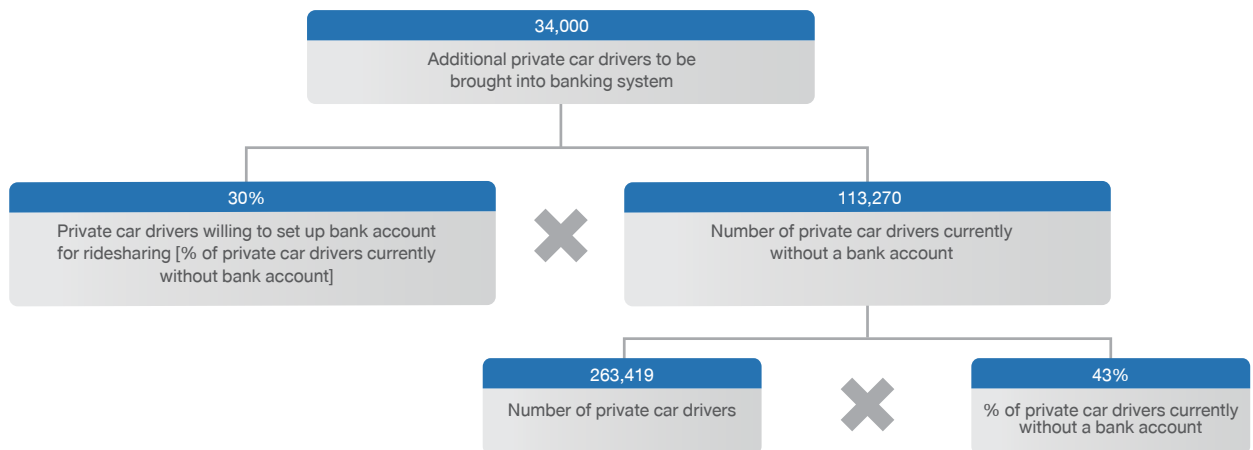 34,000
Additional private car drivers to be
brought into banking system
30%
Private car drivers willing to set up bank account
for ridesharing [% of private car drivers currently
without bank account]
113,270
Number of private car drivers currently
without a bank account
263,419
Number of private car drivers
43%
% of private car drivers currently
without a bank account